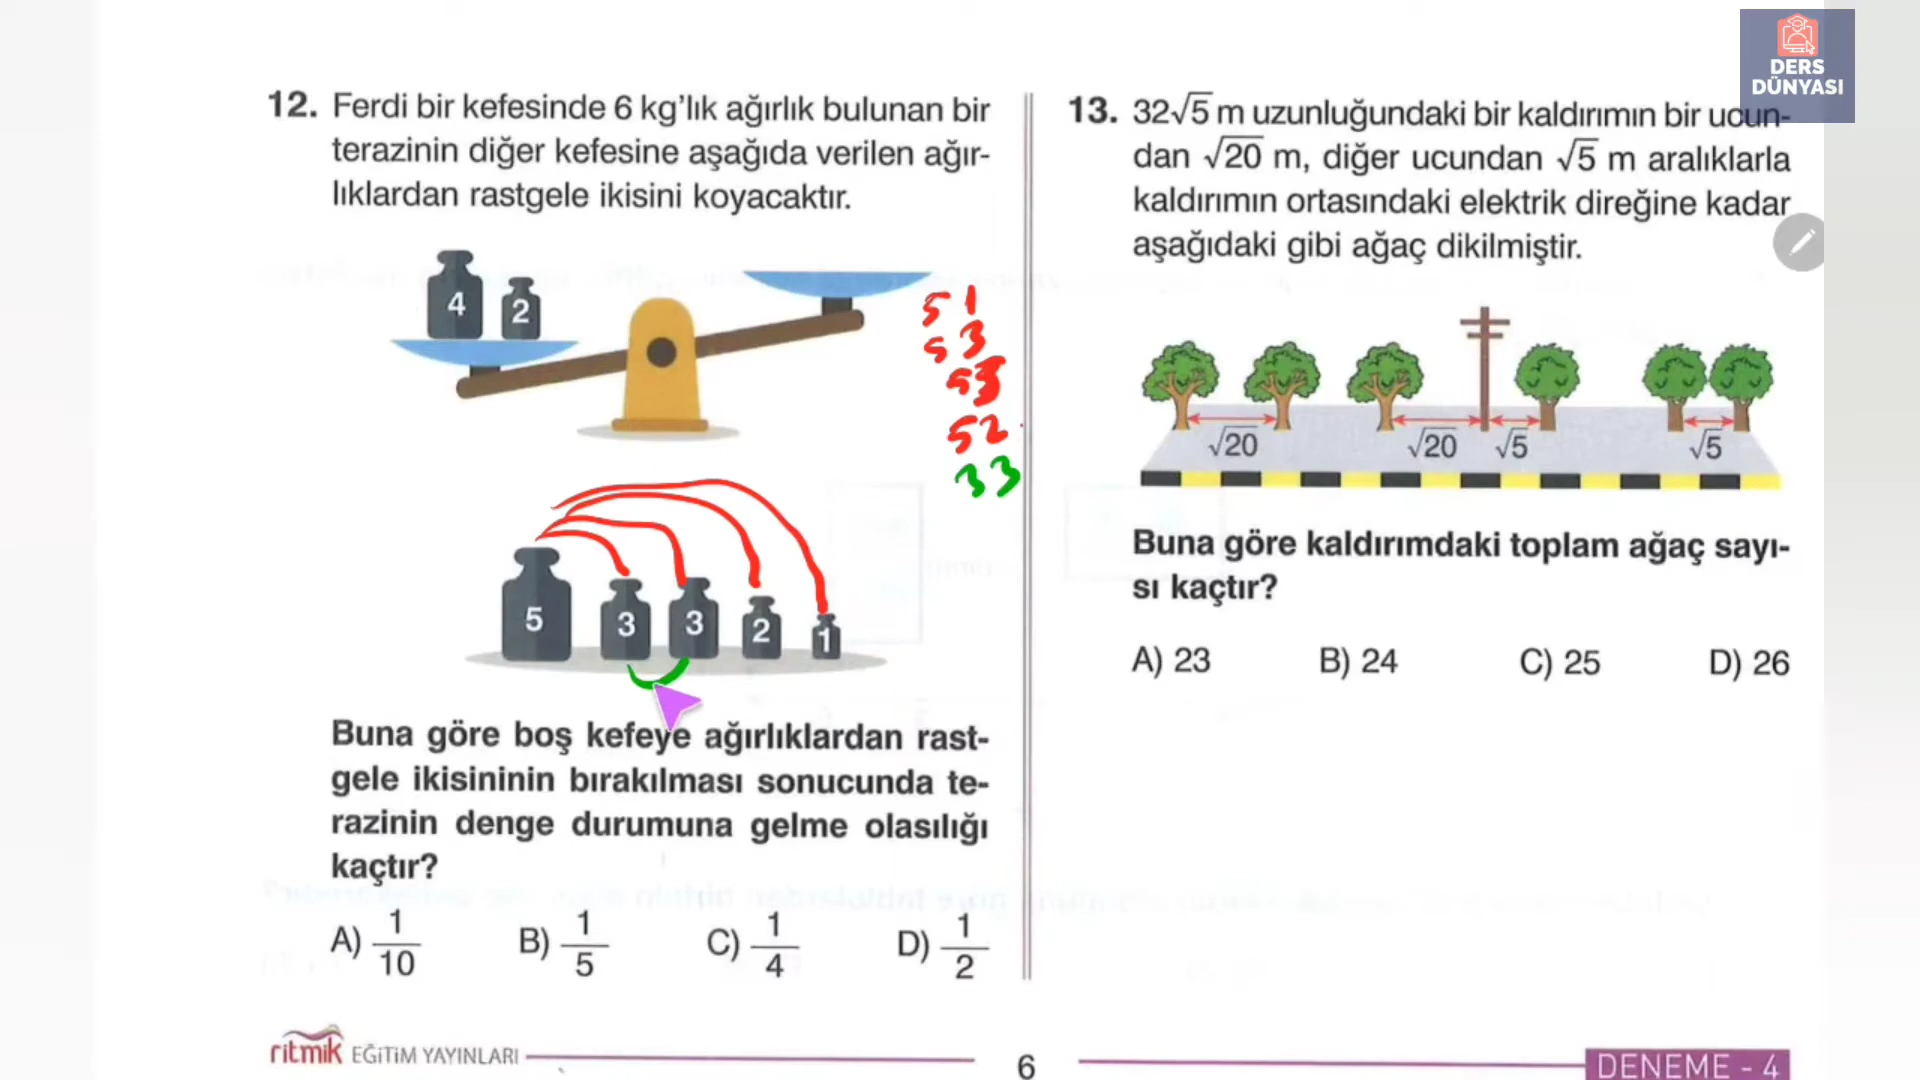 DERS
DÜNYASI
12. Ferdi bir kefesinde 6 kg'lık ağırlık bulunan bir
terazinin diğer kefesine aşağıda verilen ağır-
lıklardan rastgele ikisini koyacaktır.
4 2
5 1
5 3
5 3
5 2
3 3
5 3 3 2 1
Buna göre boş kefeye ağırlıklardan rast-
gele ikisininin bırakılması sonucunda te-
razinin denge durumuna gelme olasılığı
kaçtır?
A) 1/10 B) 1/5 C) 1/4 D) 1/2
13. 32√5 m uzunluğundaki bir kaldırımın bir ucun-
dan √20 m, diğer ucundan √5 m aralıklarla
kaldırımın ortasındaki elektrik direğine kadar
aşağıdaki gibi ağaç dikilmiştir.
√20 √20 √5 √5
Buna göre kaldırımdaki toplam ağaç sayı-
sı kaçtır?
A) 23 B) 24 C) 25 D) 26
ritmik EĞİTİM YAYINLARI
6
DENEME - 4